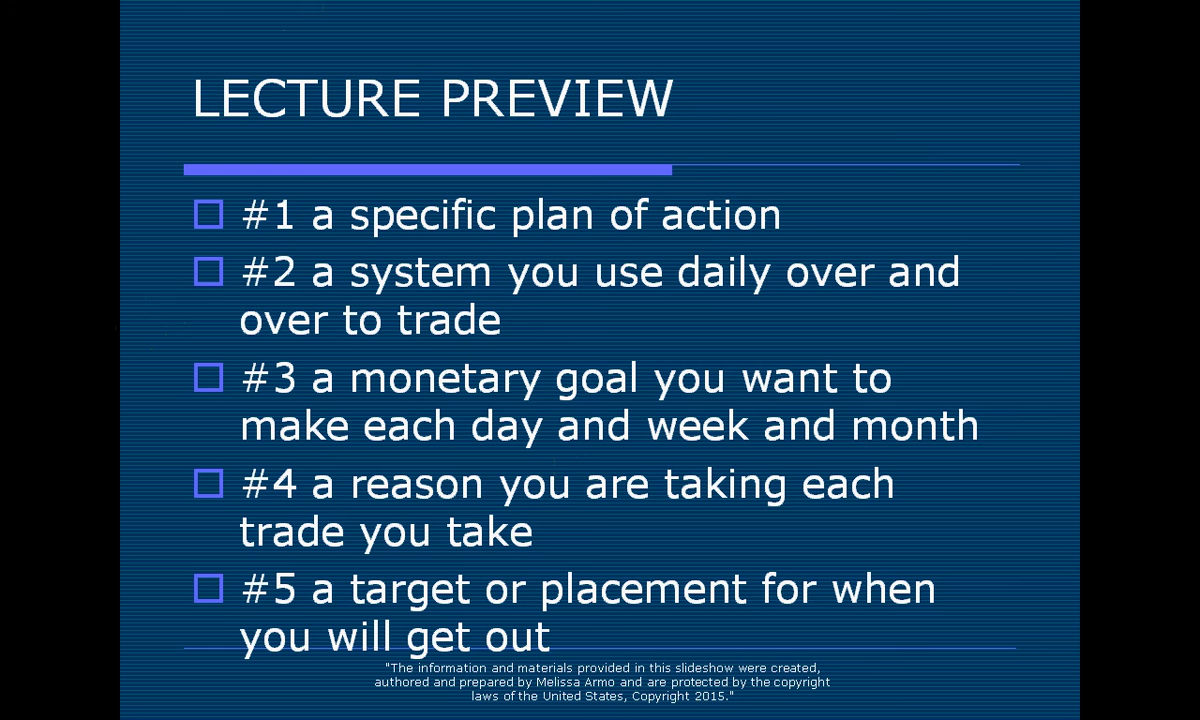 LECTURE PREVIEW
#1 a specific plan of action
#2 a system you use daily over and
over to trade
#3 a monetary goal you want to
make each day and week and month
#4 a reason you are taking each
trade you take
#5 a target or placement for when
you will get out
"The information and materials provided in this slideshow were created,
authored and prepared by Melissa Armo and are protected by the copyright
laws of the United States, Copyright 2015."